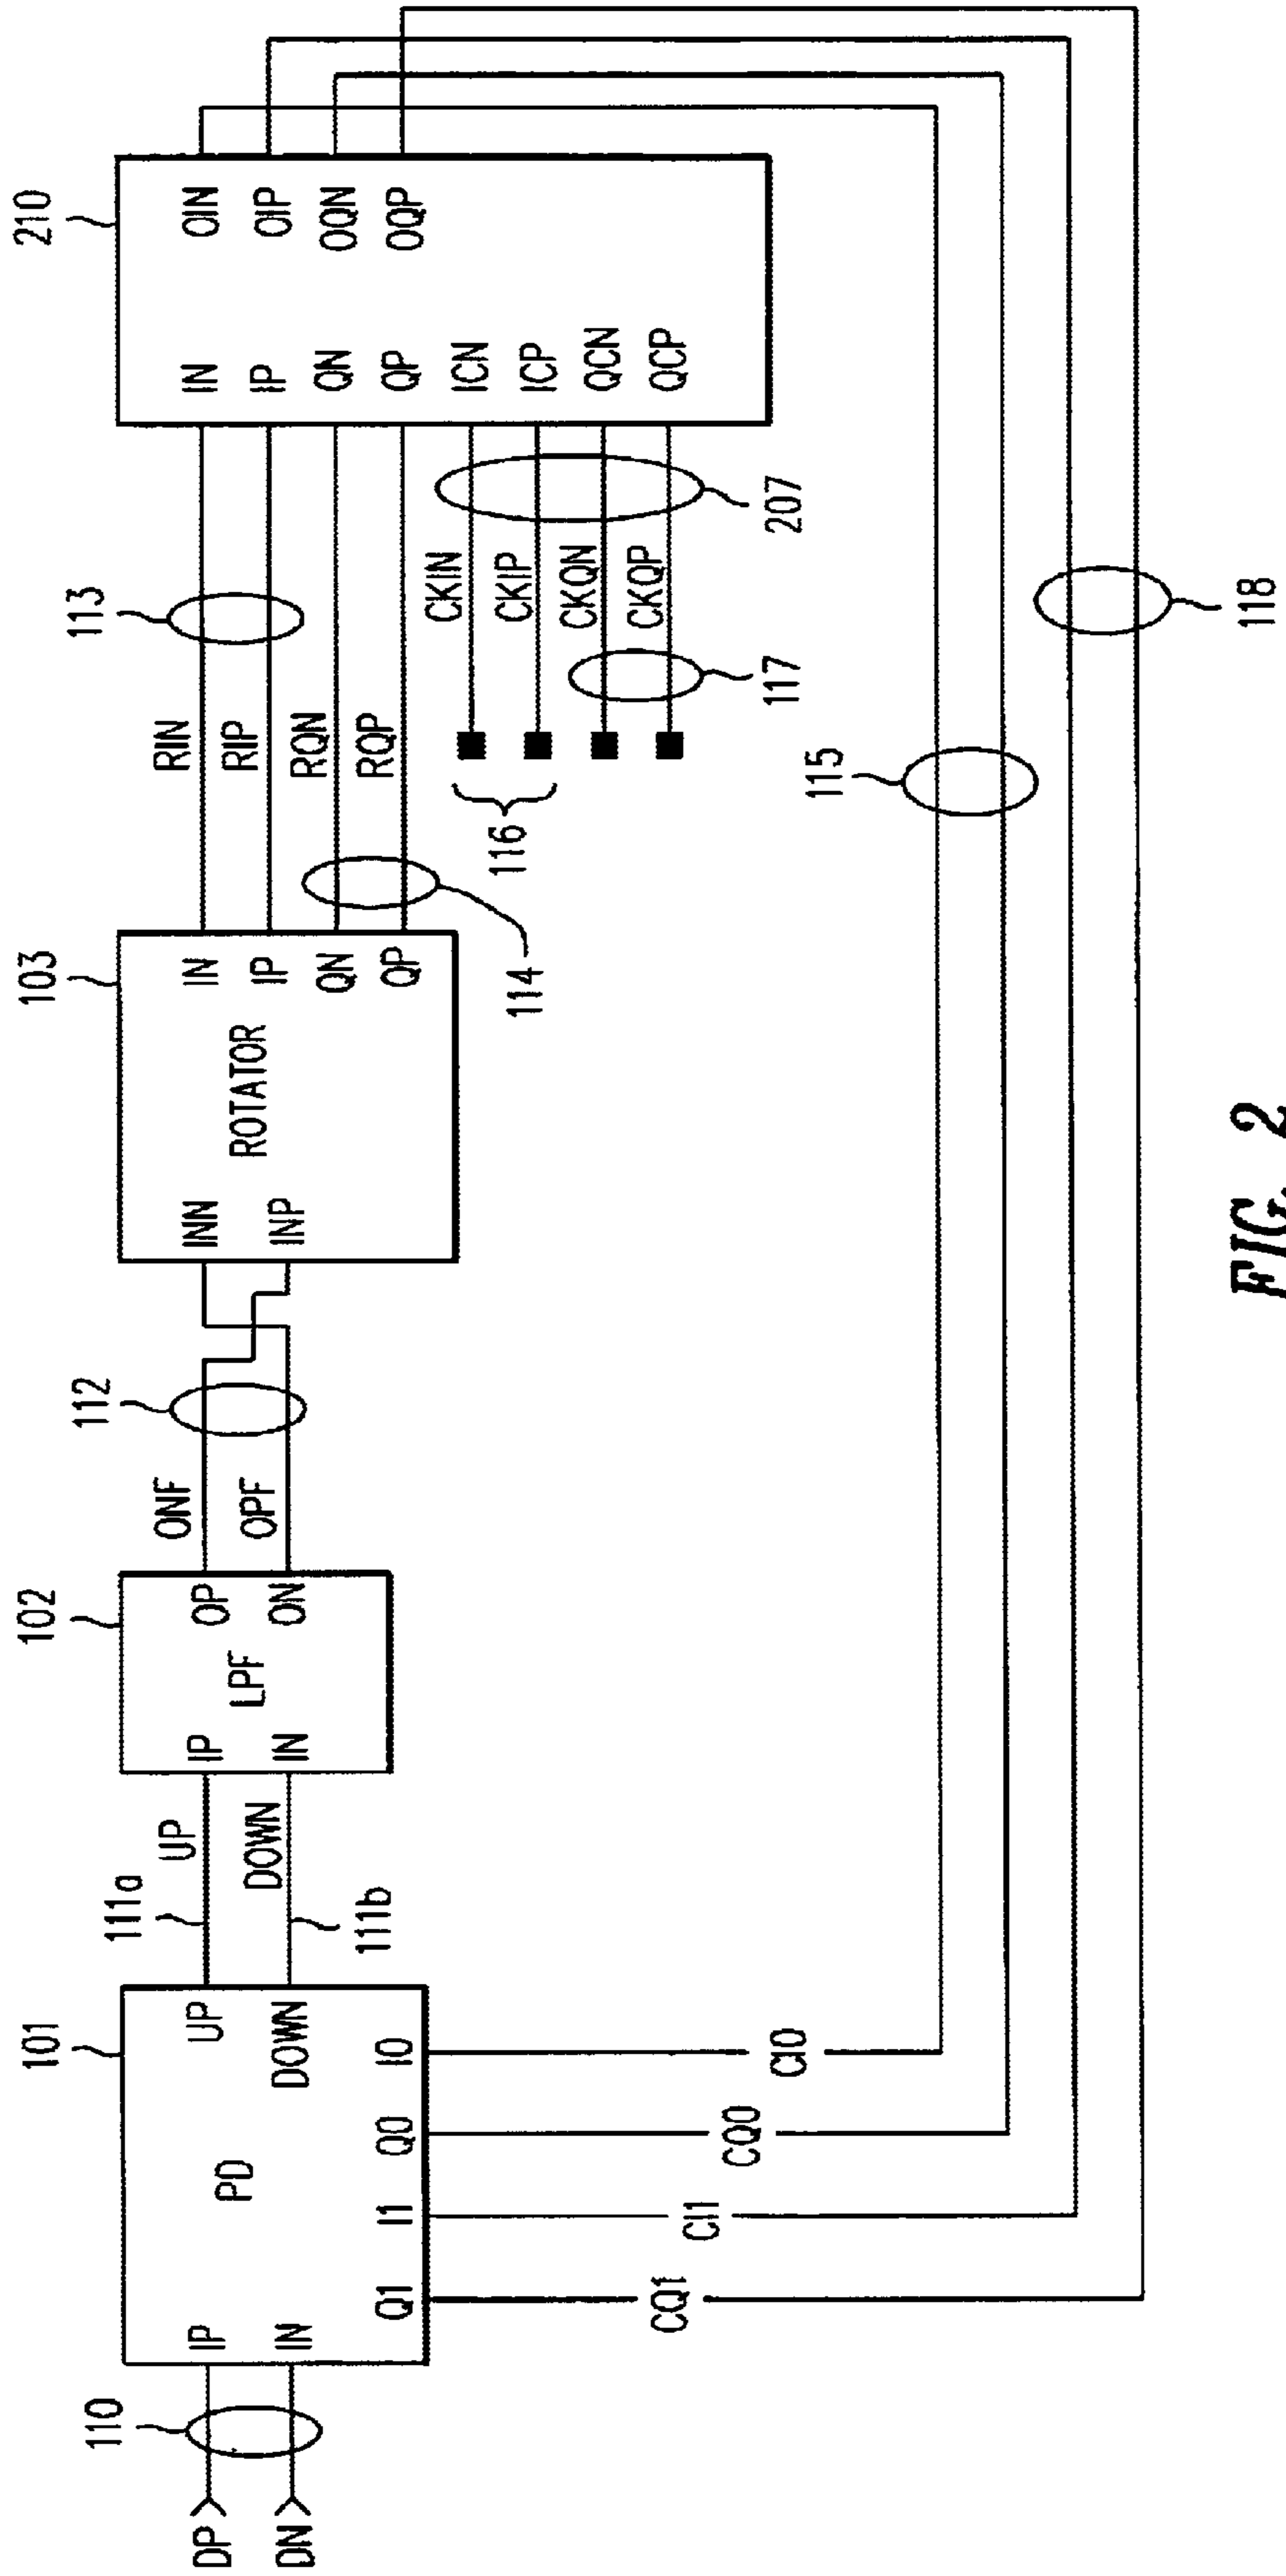 DP
DN
110
101
IP
IN
PD
UP
DOWN
Q1
I1
Q0
I0
CQ1
CI1
CQ0
CI0
111a
UP
DOWN
111b
102
IP
IN
LPF
OP
ON
ONF
OPF
112
103
INN
INP
ROTATOR
IN
IP
QN
QP
114
RIN
RIP
RQN
RQP
113
116
CKIN
CKIP
CKQN
CKQP
117
207
210
IN
IP
QN
QP
ICN
ICP
QCN
QCP
OIN
OIP
OQN
OQP
115
118
FIG. 2